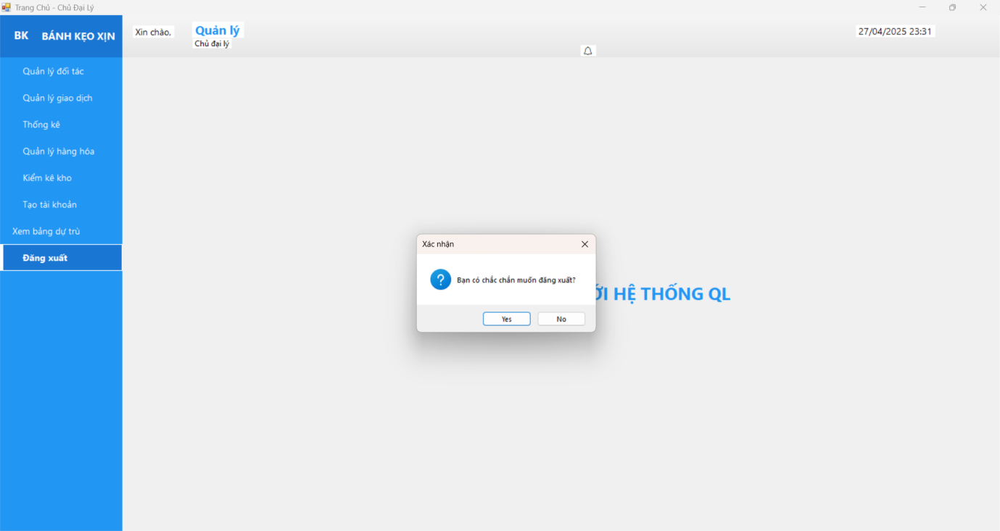 Trang Chủ - Chủ Đại Lý
BK BÁNH KẸO XỊN
Xin chào,
Quản lý
Chủ đại lý
27/04/2025 23:31
Quản lý đối tác
Quản lý giao dịch
Thống kê
Quản lý hàng hóa
Kiểm kê kho
Tạo tài khoản
Xem bảng dự trù
Đăng xuất
Xác nhận
Bạn có chắc chắn muốn đăng xuất?
Yes
No
HỆ THỐNG QL